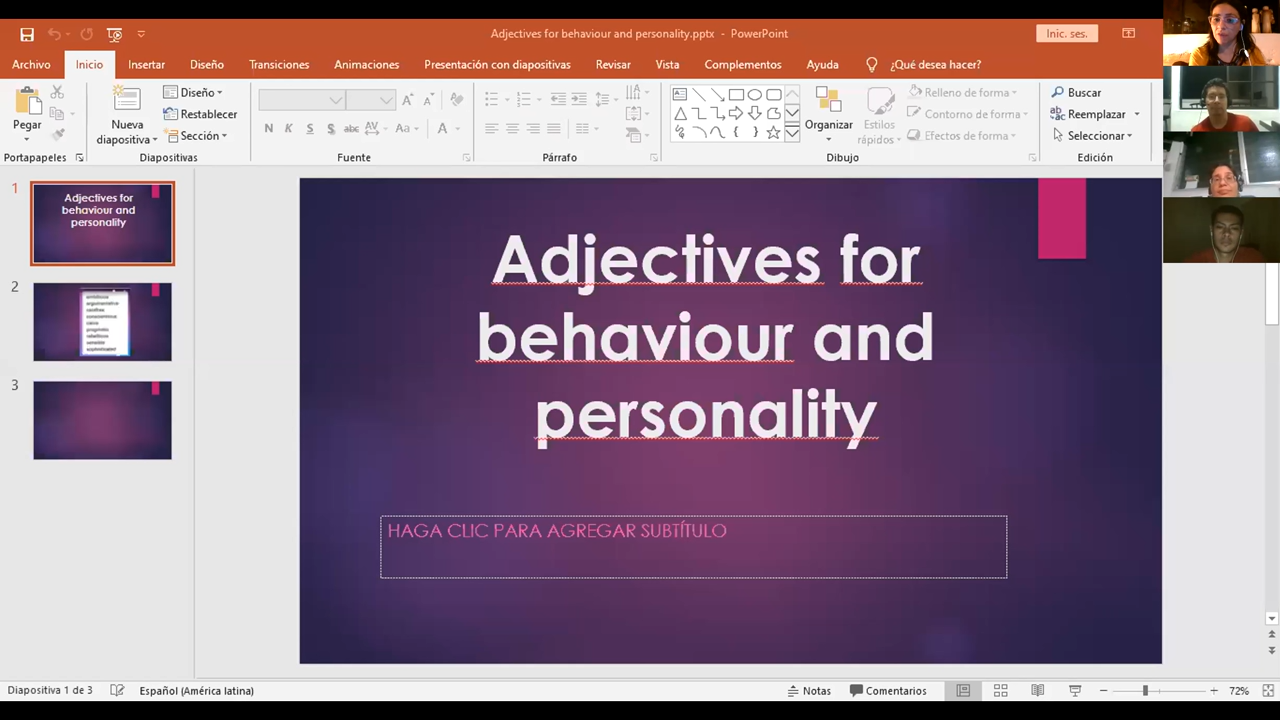 Adjectives for behaviour and personality.pptx - PowerPoint
Inic. ses.
Archivo Inicio Insertar Diseño Transiciones Animaciones Presentación con diapositivas Revisar Vista Complementos Ayuda ¿Qué desea hacer?
Pegar
Portapapeles
Nueva
diapositiva
Diseño
Restablecer
Sección
Diapositivas
N K S abc AV Aa A
Fuente
Párrafo
Organizar
Estilos
rápidos
Relleno de forma
Contorno de forma
Efectos de forma
Dibujo
Buscar
Reemplazar
Seleccionar
Edición
1
Adjectives for
behaviour and
personality
2
3
Adjectives for
behaviour and
personality
HAGA CLIC PARA AGREGAR SUBTÍTULO
Diapositiva 1 de 3 Español (América latina) Notas Comentarios 72%